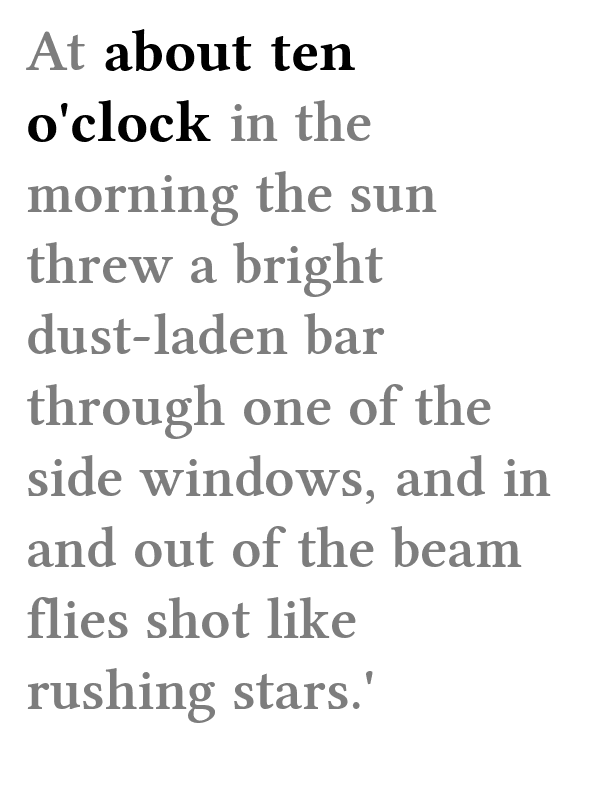 At about ten
o'clock in the
morning the sun
threw a bright
dust-laden bar
through one of the
side windows, and in
and out of the beam
flies shot like
rushing stars.'